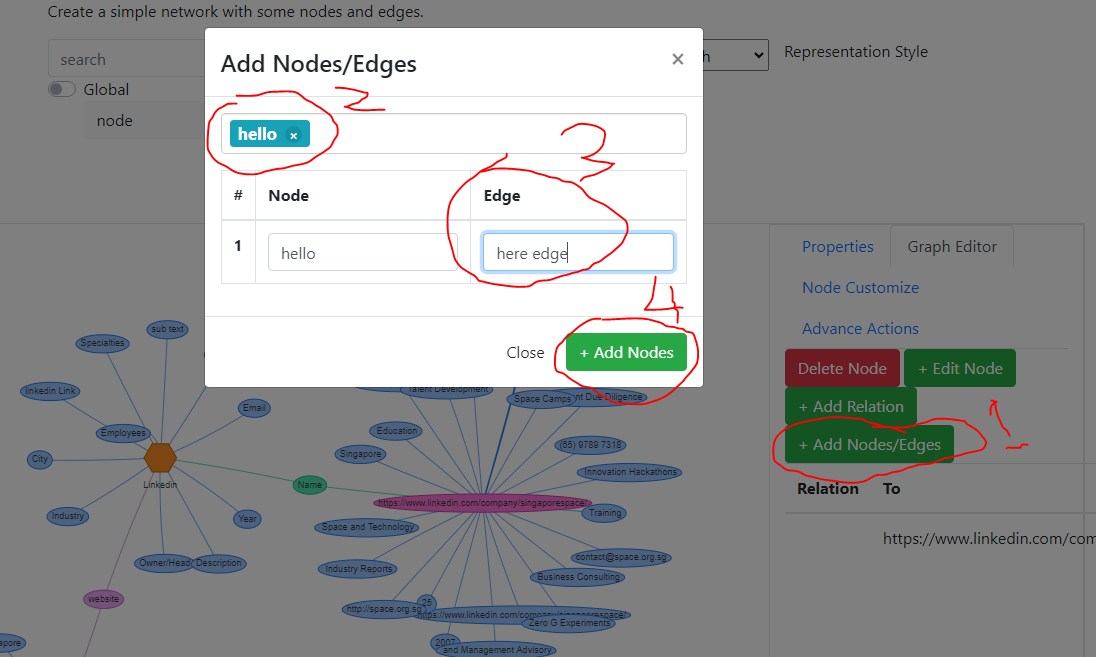 Create a simple network with some nodes and edges.
search
Representation Style
Global
node
Add Nodes/Edges
×
2
hello ×
3
# Node Edge
1 hello here edge
4
Close + Add Nodes
Properties Graph Editor
Node Customize
Advance Actions
Delete Node + Edit Node
+ Add Relation
+ Add Nodes/Edges
1
Relation To
https://www.linkedin.com/com
sub text
Specialties
linkedin Link
Email
Employees
City
Linkedin
Industry
Year
Owner/Head
Description
Name
website
Talent Development
Space Camps
nt Due Diligence
Education
(65) 9789 7318
Singapore
Innovation Hackathons
https://www.linkedin.com/company/singaporespace/
Training
Space and Technology
contact@space.org.sg
Industry Reports
Business Consulting
http://space.org.sg
25
https://www.linkedin.com/company/singaporespace/
Zero G Experiments
2007
and Management Advisory
apore